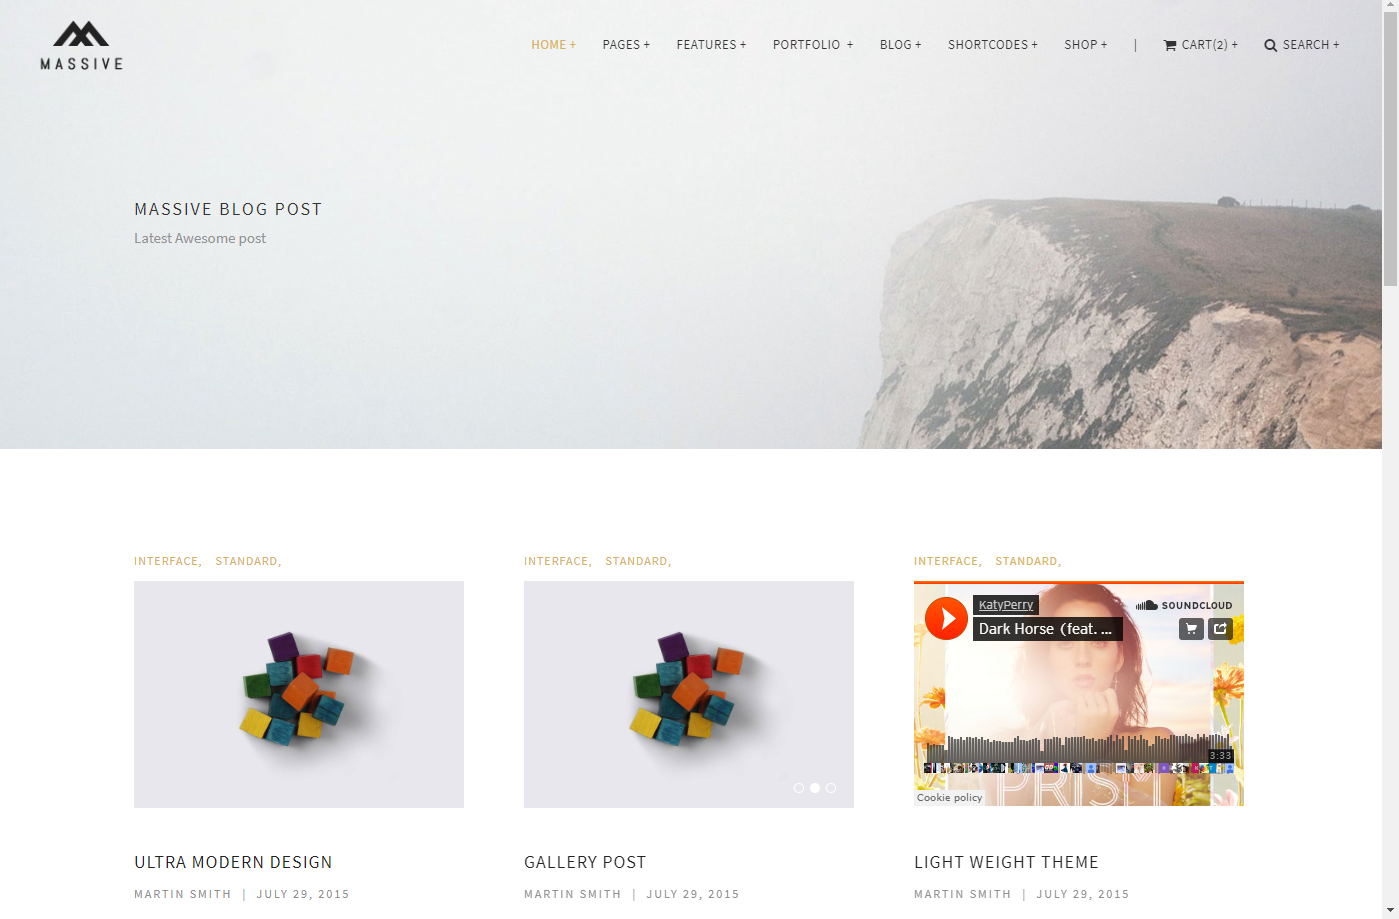 MASSIVE
HOME + PAGES + FEATURES + PORTFOLIO + BLOG + SHORTCODES + SHOP + | CART(2) + SEARCH +
MASSIVE BLOG POST
Latest Awesome post
INTERFACE, STANDARD,
INTERFACE, STANDARD,
INTERFACE, STANDARD,
KatyPerry
SOUNDCLOUD
Dark Horse (feat. ...
3:33
PRISM
Cookie policy
ULTRA MODERN DESIGN
MARTIN SMITH | JULY 29, 2015
GALLERY POST
MARTIN SMITH | JULY 29, 2015
LIGHT WEIGHT THEME
MARTIN SMITH | JULY 29, 2015